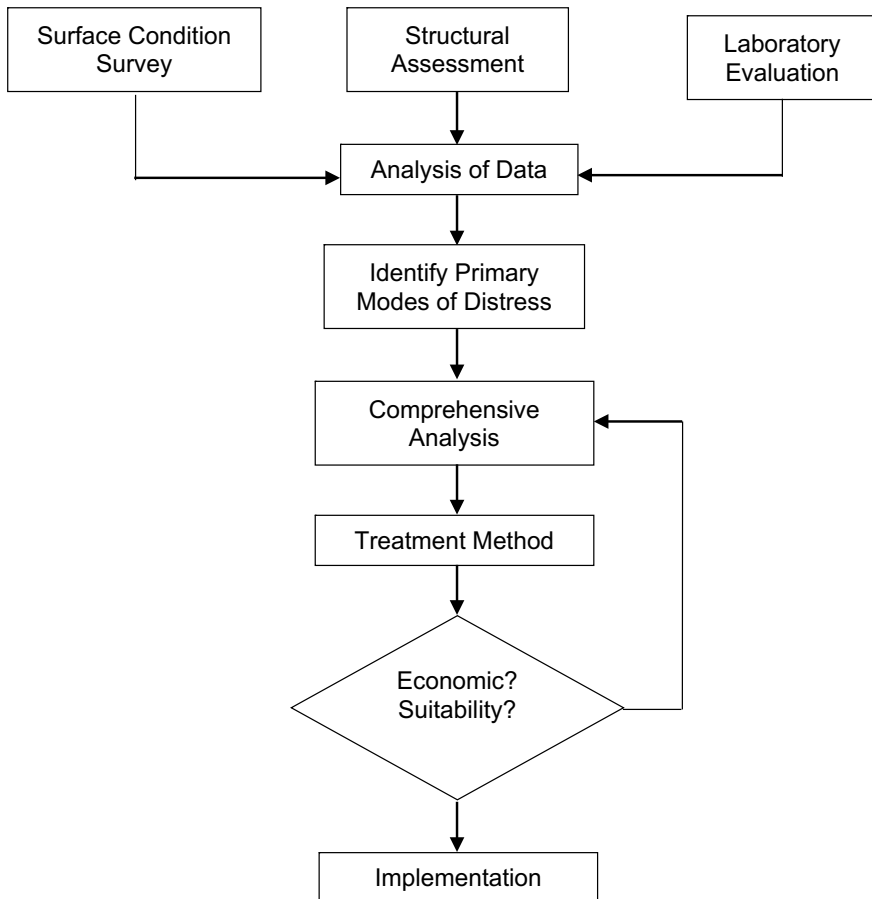 Surface Condition
Survey
Structural
Assessment
Laboratory
Evaluation
Analysis of Data
Identify Primary
Modes of Distress
Comprehensive
Analysis
Treatment Method
Economic?
Suitability?
Implementation